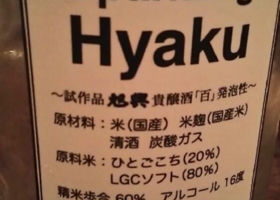 Hyaku
～試作品 旭興 貴醸酒「百」発泡性～
原材料：米（国産） 米麹（国産米）
清酒 炭酸ガス
原料米：ひとごこち（20％）
LGCソフト（80％）
精米歩合 60％ アルコール 16度